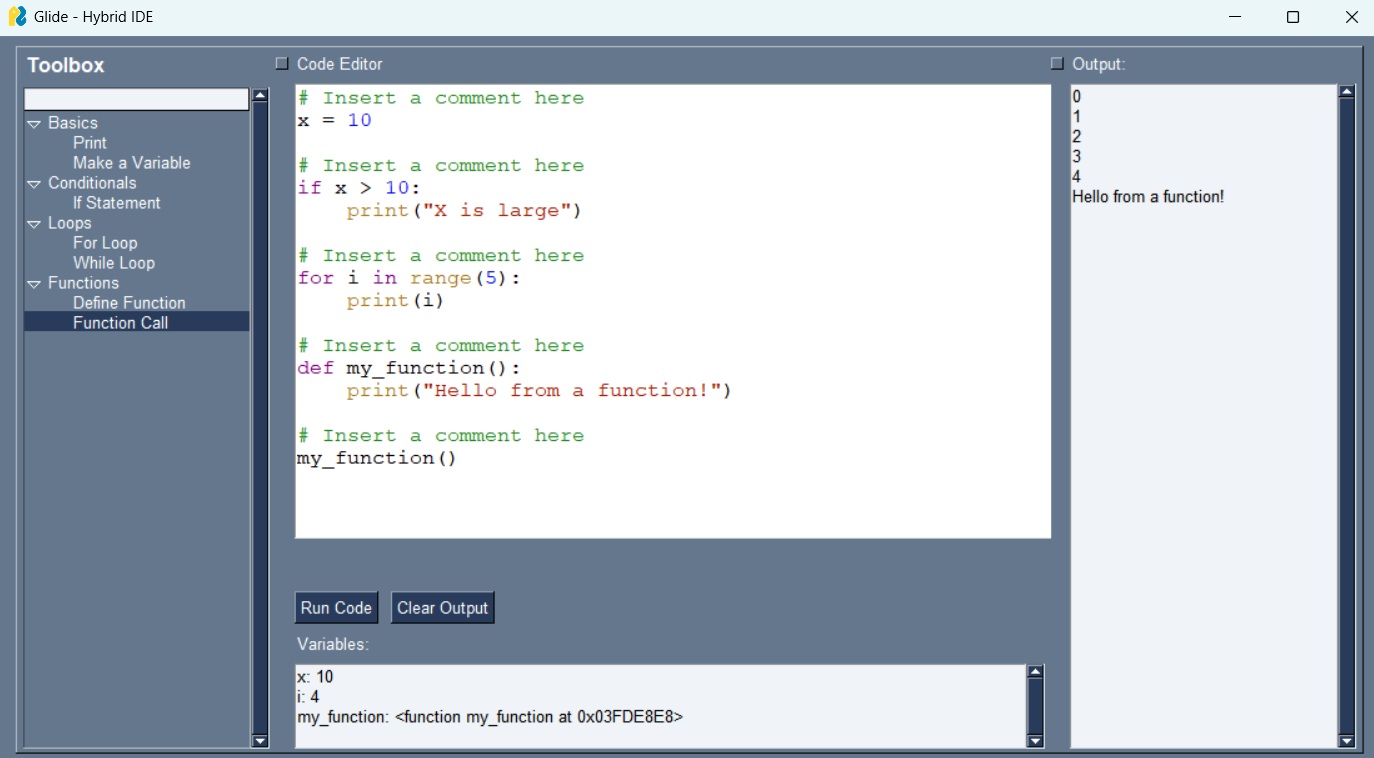 Glide - Hybrid IDE
Toolbox
Basics
Print
Make a Variable
Conditionals
If Statement
Loops
For Loop
While Loop
Functions
Define Function
Function Call
Code Editor
# Insert a comment here
x = 10
# Insert a comment here
if x > 10:
    print("X is large")
# Insert a comment here
for i in range(5):
    print(i)
# Insert a comment here
def my_function():
    print("Hello from a function!")
# Insert a comment here
my_function()
Run Code
Clear Output
Variables:
x: 10
i: 4
my_function: <function my_function at 0x03FDE8E8>
Output:
0
1
2
3
4
Hello from a function!